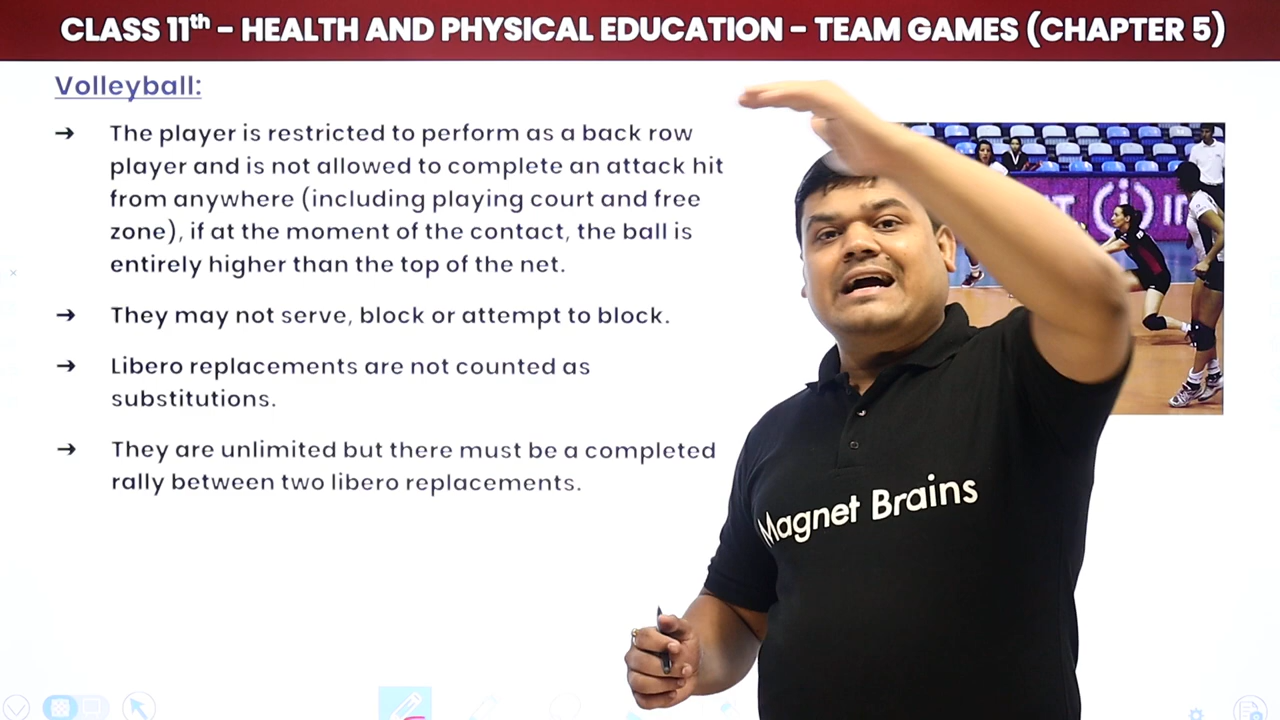 CLASS 11th – HEALTH AND PHYSICAL EDUCATION – TEAM GAMES (CHAPTER 5)
Volleyball:
➔ The player is restricted to perform as a back row
player and is not allowed to complete an attack hit
from anywhere (including playing court and free
zone), if at the moment of the contact, the ball is
entirely higher than the top of the net.
➔ They may not serve, block or attempt to block.
➔ Libero replacements are not counted as
substitutions.
➔ They are unlimited but there must be a completed
rally between two libero replacements.
Magnet Brains